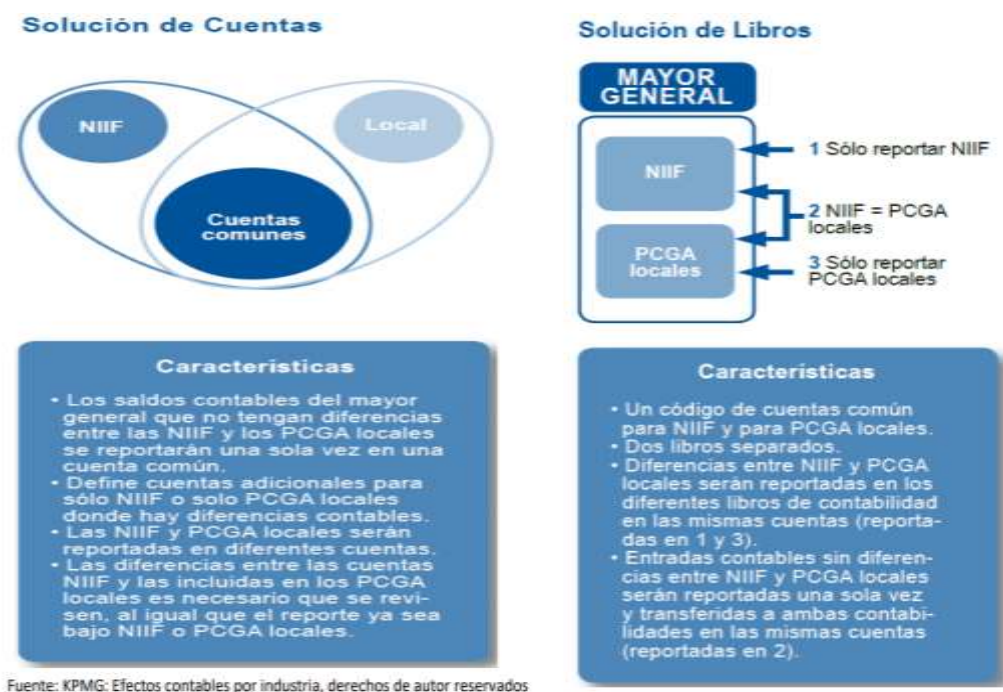 Solución de Cuentas
NIIF
Local
Cuentas
comunes
Características
• Los saldos contables del mayor
general que no tengan diferencias
entre las NIIF y los PCGA locales
se reportarán una sola vez en una
cuenta común.
• Define cuentas adicionales para
sólo NIIF o solo PCGA locales
donde hay diferencias contables.
• Las NIIF y PCGA locales serán
reportadas en diferentes cuentas.
• Las diferencias entre las cuentas
NIIF y las incluidas en los PCGA
locales es necesario que se revi-
sen, al igual que el reporte ya sea
bajo NIIF o PCGA locales.
Solución de Libros
MAYOR
GENERAL
NIIF
PCGA
locales
1 Sólo reportar NIIF
2 NIIF = PCGA
locales
3 Sólo reportar
PCGA locales
Características
• Un código de cuentas común
para NIIF y para PCGA locales.
• Dos libros separados.
• Diferencias entre NIIF y PCGA
locales serán reportadas en los
diferentes libros de contabilidad
en las mismas cuentas (reporta-
das en 1 y 3).
• Entradas contables sin diferen-
cias entre NIIF y PCGA locales
serán reportadas una sola vez
y transferidas a ambas contabi-
lidades en las mismas cuentas
(reportadas en 2).
Fuente: KPMG: Efectos contables por industria, derechos de autor reservados